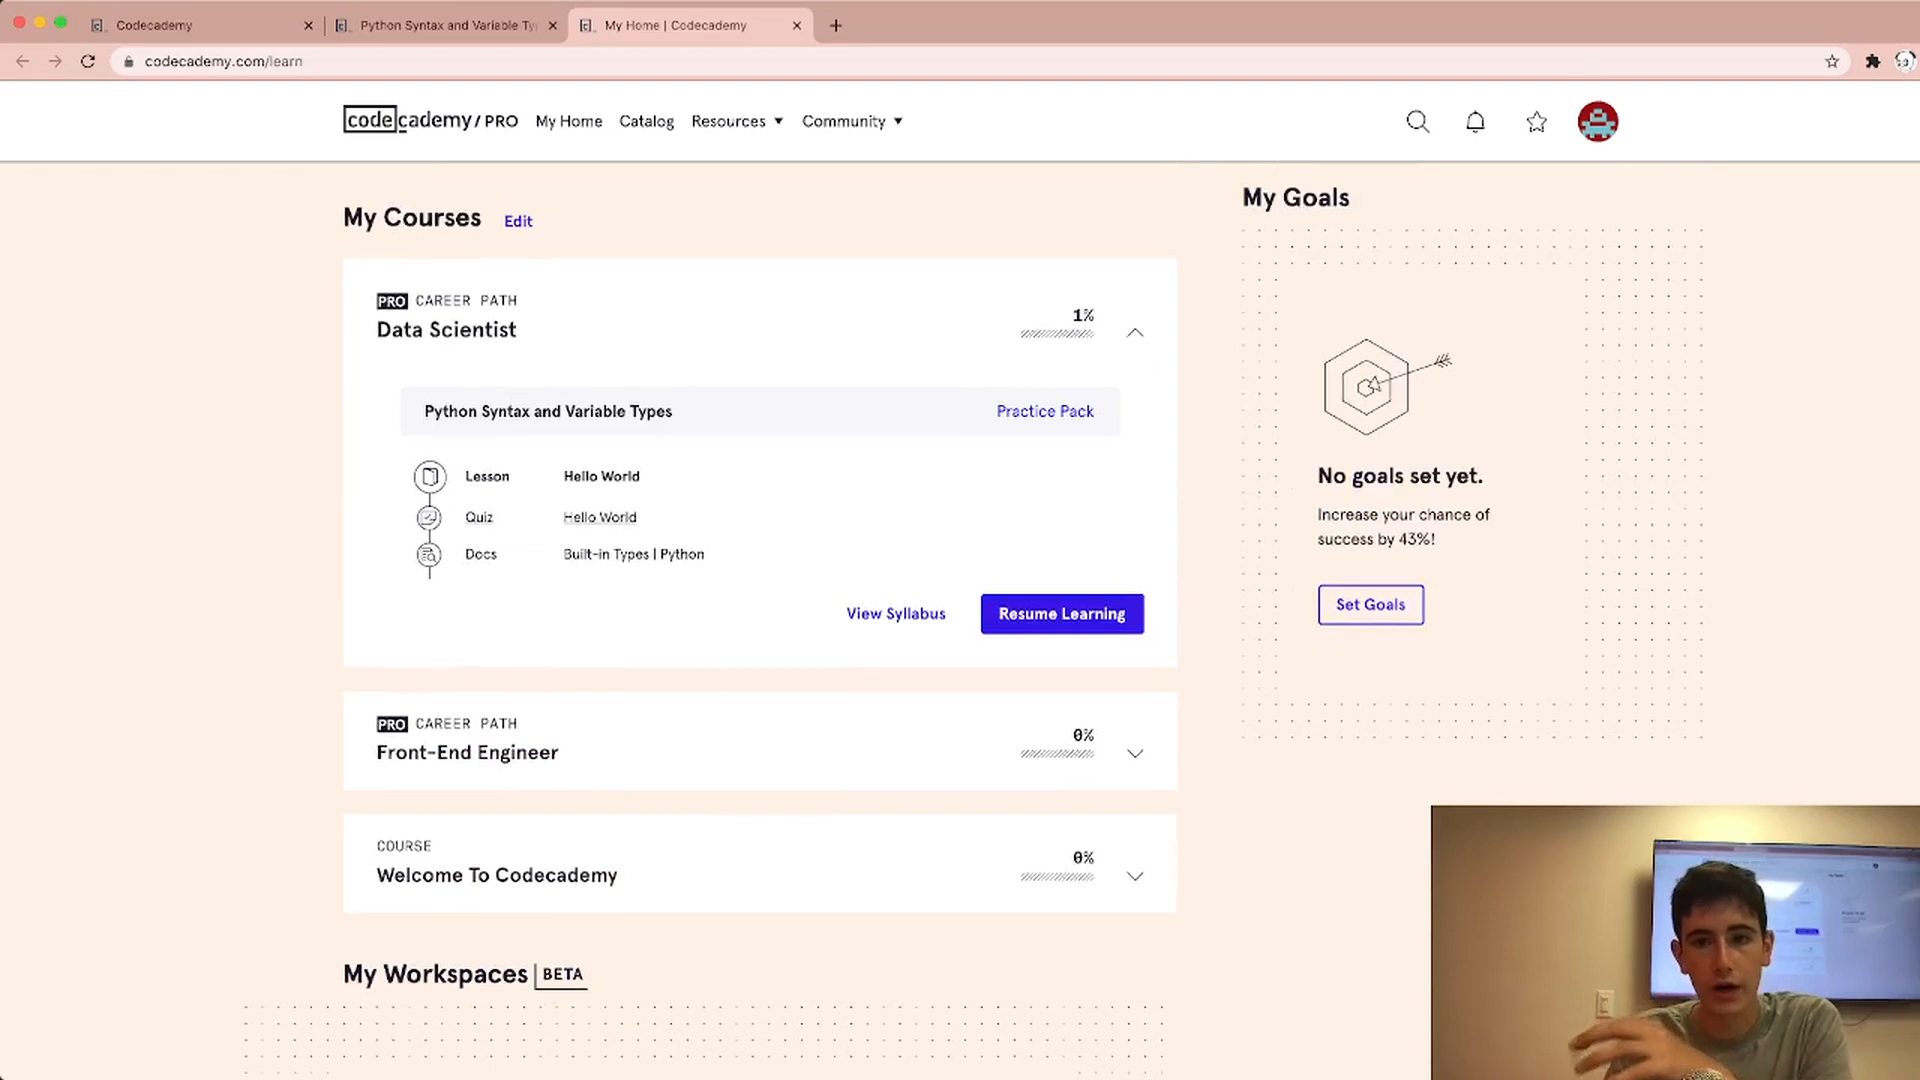 Codecademy
Python Syntax and Variable Ty
My Home | Codecademy
codecademy.com/learn
codecademy / PRO
My Home
Catalog
Resources
Community
My Courses
Edit
PRO CAREER PATH
Data Scientist
1%
Python Syntax and Variable Types
Practice Pack
Lesson
Hello World
Quiz
Hello World
Docs
Built-in Types | Python
View Syllabus
Resume Learning
PRO CAREER PATH
Front-End Engineer
0%
COURSE
Welcome To Codecademy
0%
My Workspaces
BETA
My Goals
No goals set yet.
Increase your chance of
success by 43%!
Set Goals